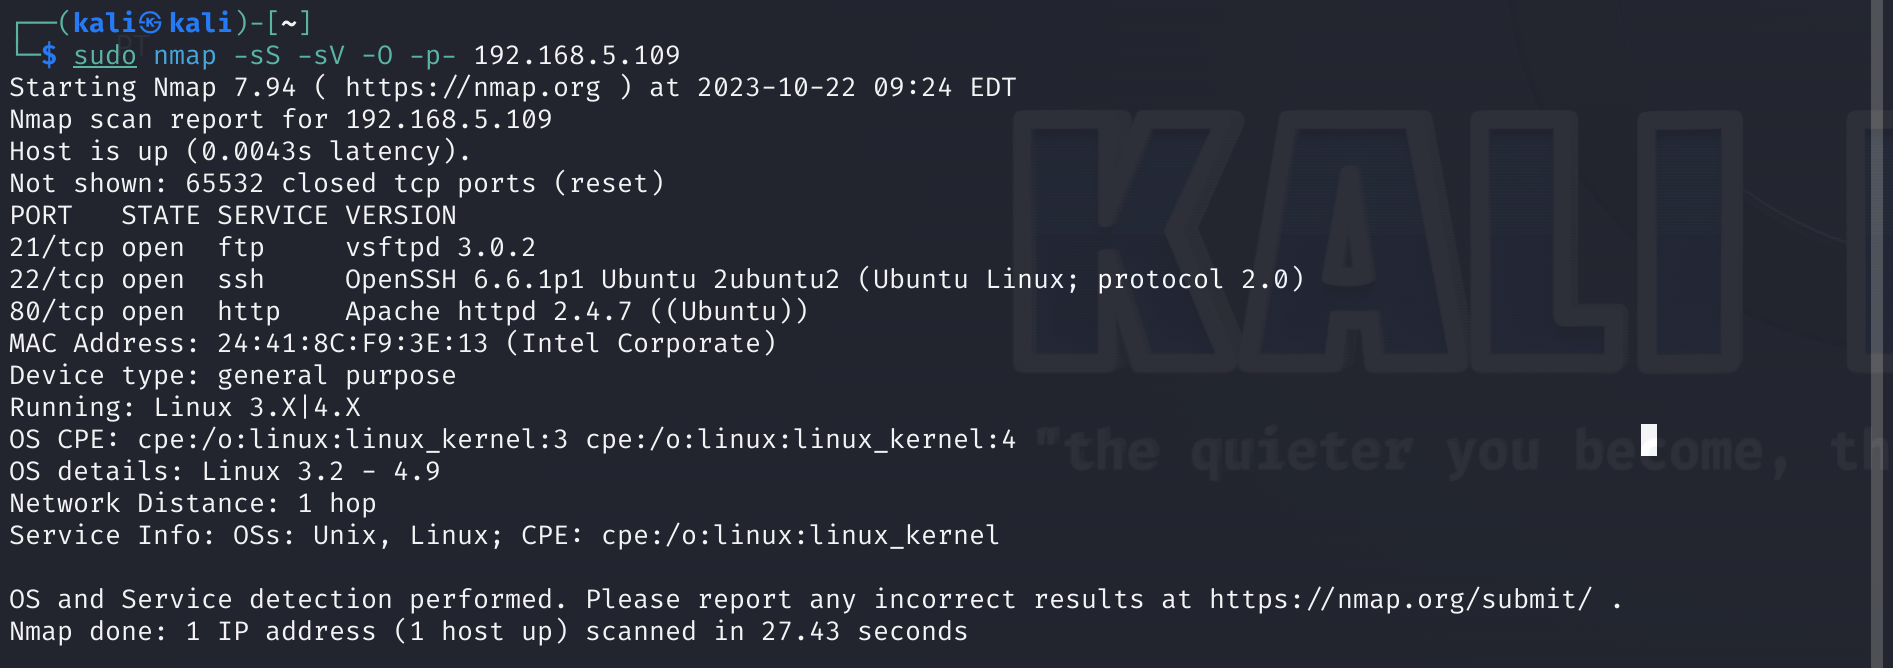 (kali㉿kali)-[~]
$ sudo nmap -sS -sV -O -p- 192.168.5.109
Starting Nmap 7.94 ( https://nmap.org ) at 2023-10-22 09:24 EDT
Nmap scan report for 192.168.5.109
Host is up (0.0043s latency).
Not shown: 65532 closed tcp ports (reset)
PORT   STATE SERVICE VERSION
21/tcp open  ftp     vsftpd 3.0.2
22/tcp open  ssh     OpenSSH 6.6.1p1 Ubuntu 2ubuntu2 (Ubuntu Linux; protocol 2.0)
80/tcp open  http    Apache httpd 2.4.7 ((Ubuntu))
MAC Address: 24:41:8C:F9:3E:13 (Intel Corporate)
Device type: general purpose
Running: Linux 3.X|4.X
OS CPE: cpe:/o:linux:linux_kernel:3 cpe:/o:linux:linux_kernel:4
OS details: Linux 3.2 - 4.9
Network Distance: 1 hop
Service Info: OSs: Unix, Linux; CPE: cpe:/o:linux:linux_kernel
OS and Service detection performed. Please report any incorrect results at https://nmap.org/submit/ .
Nmap done: 1 IP address (1 host up) scanned in 27.43 seconds
KALI
"the quieter you become, th